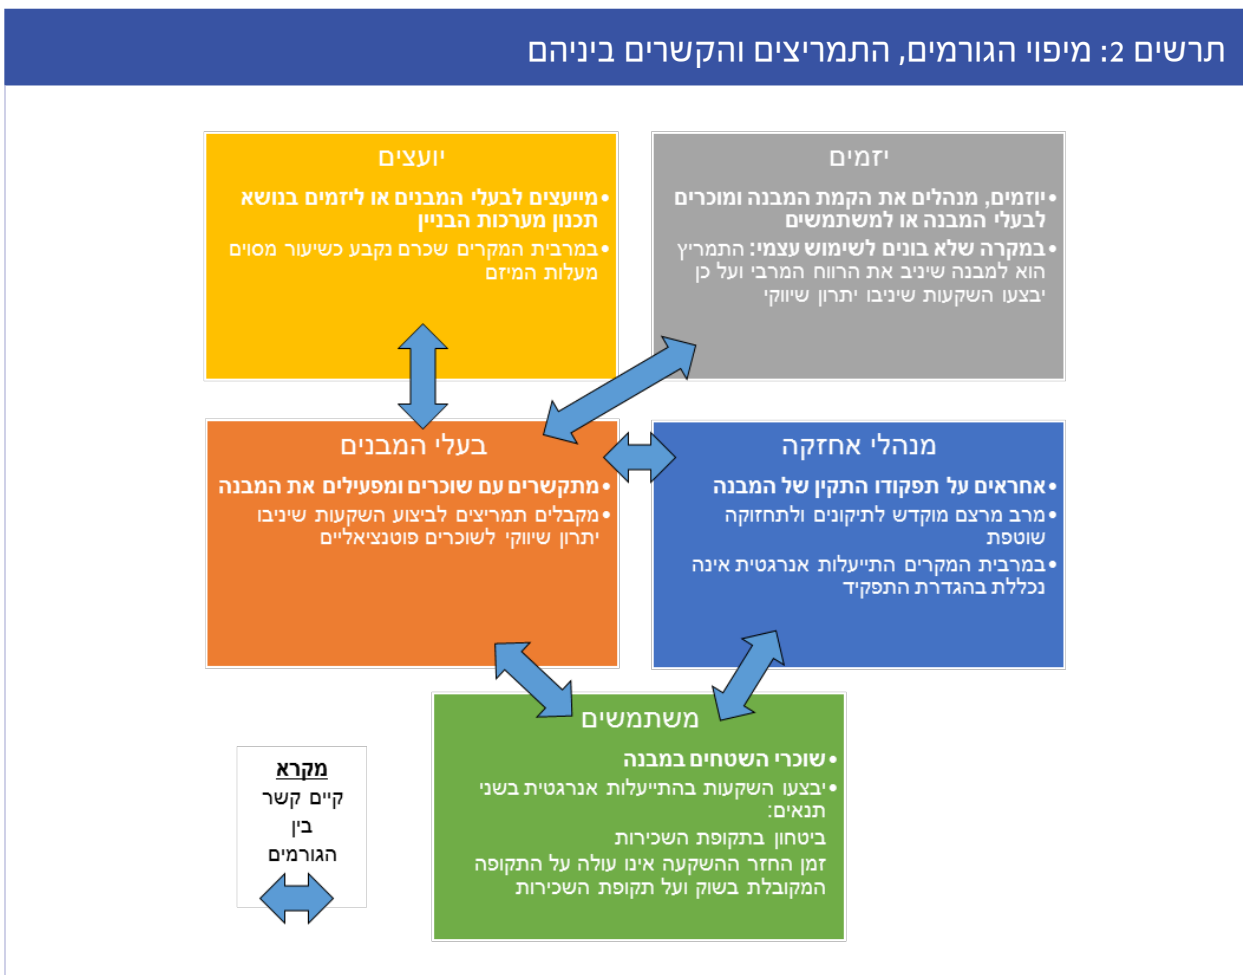 תרשים 2: מיפוי הגורמים, התמריצים והקשרים ביניהם
יזמים
•יוזמים, מנהלים את הקמת המבנה ומוכרים
לבעלי המבנה או למשתמשים
•במקרה שלא בונים לשימוש עצמי: התמריץ
הוא למבנה שיניב את הרווח המרבי ועל כן
יבצעו השקעות שיניבו יתרון שיווקי
יועצים
•מייעצים לבעלי המבנים או ליזמים בנושא
תכנון מערכות הבניין
•במרבית המקרים שכרם נקבע כשיעור מסוים
מעלות המיזם
מנהלי אחזקה
•אחראים על תפקודו התקין של המבנה
•מרב מרצם מוקדש לתיקונים ולתחזוקה
שוטפת
•במרבית המקרים התייעלות אנרגטית אינה
נכללת בהגדרת התפקיד
בעלי המבנים
•מתקשרים עם שוכרים ומפעילים את המבנה
•מקבלים תמריצים לביצוע השקעות שיניבו
יתרון שיווקי לשוכרים פוטנציאליים
משתמשים
•שוכרי השטחים במבנה
•יבצעו השקעות בהתייעלות אנרגטית בשני
תנאים:
ביטחון בתקופת השכירות
זמן החזר ההשקעה אינו עולה על התקופה
המקובלת בשוק ועל תקופת השכירות
מקרא
קיים קשר
בין
הגורמים